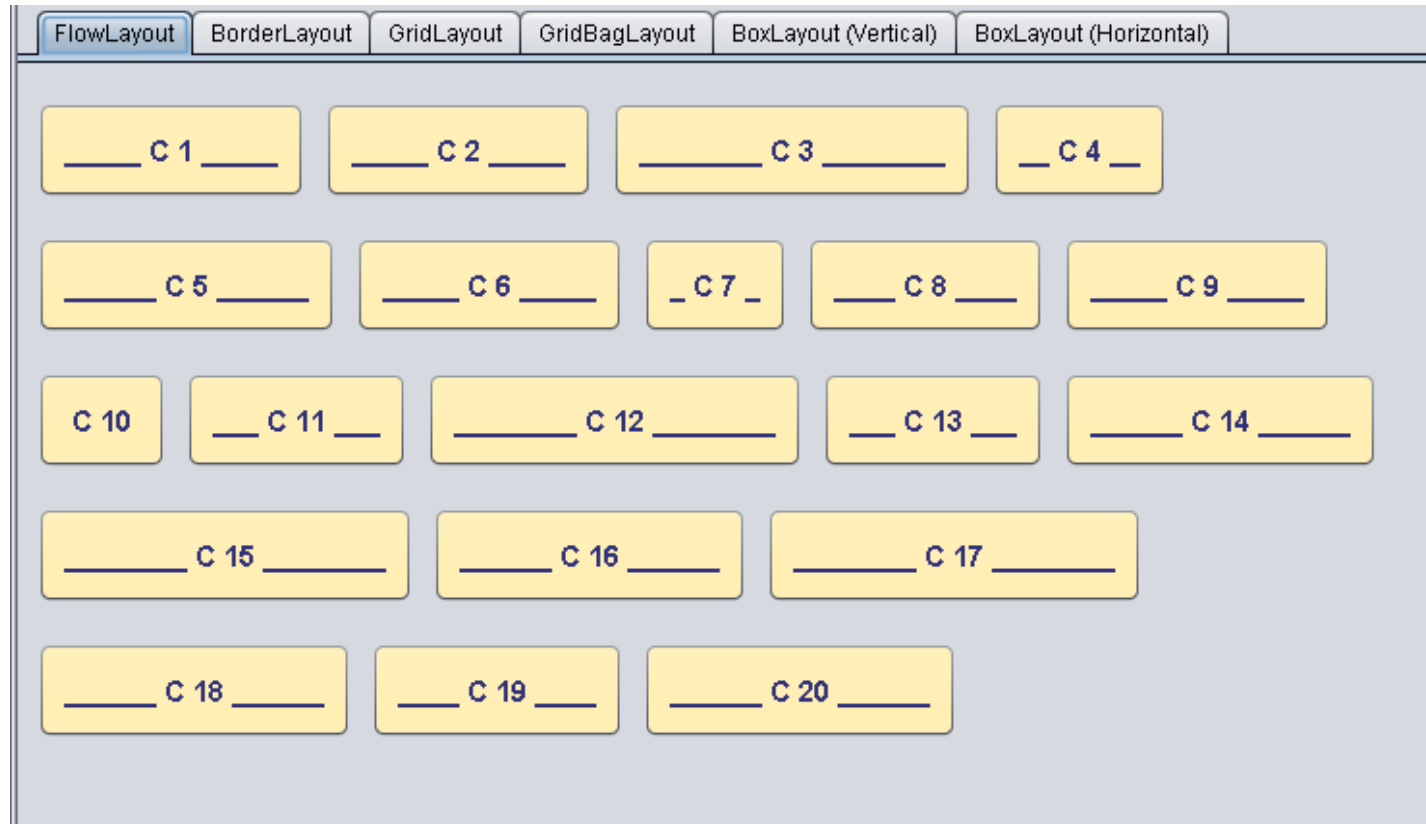 FlowLayout BorderLayout GridLayout GridBagLayout BoxLayout (Vertical) BoxLayout (Horizontal)
_____ C 1 _____ _____ C 2 _____ ________ C 3 ________ __ C 4 __
______ C 5 ______ _____ C 6 _____ _ C 7 _ ____ C 8 ____ _____ C 9 _____
C 10 ___ C 11 ___ ________ C 12 ________ ___ C 13 ___ ______ C 14 ______
________ C 15 ________ ______ C 16 ______ ________ C 17 ________
______ C 18 ______ ____ C 19 ____ ______ C 20 ______